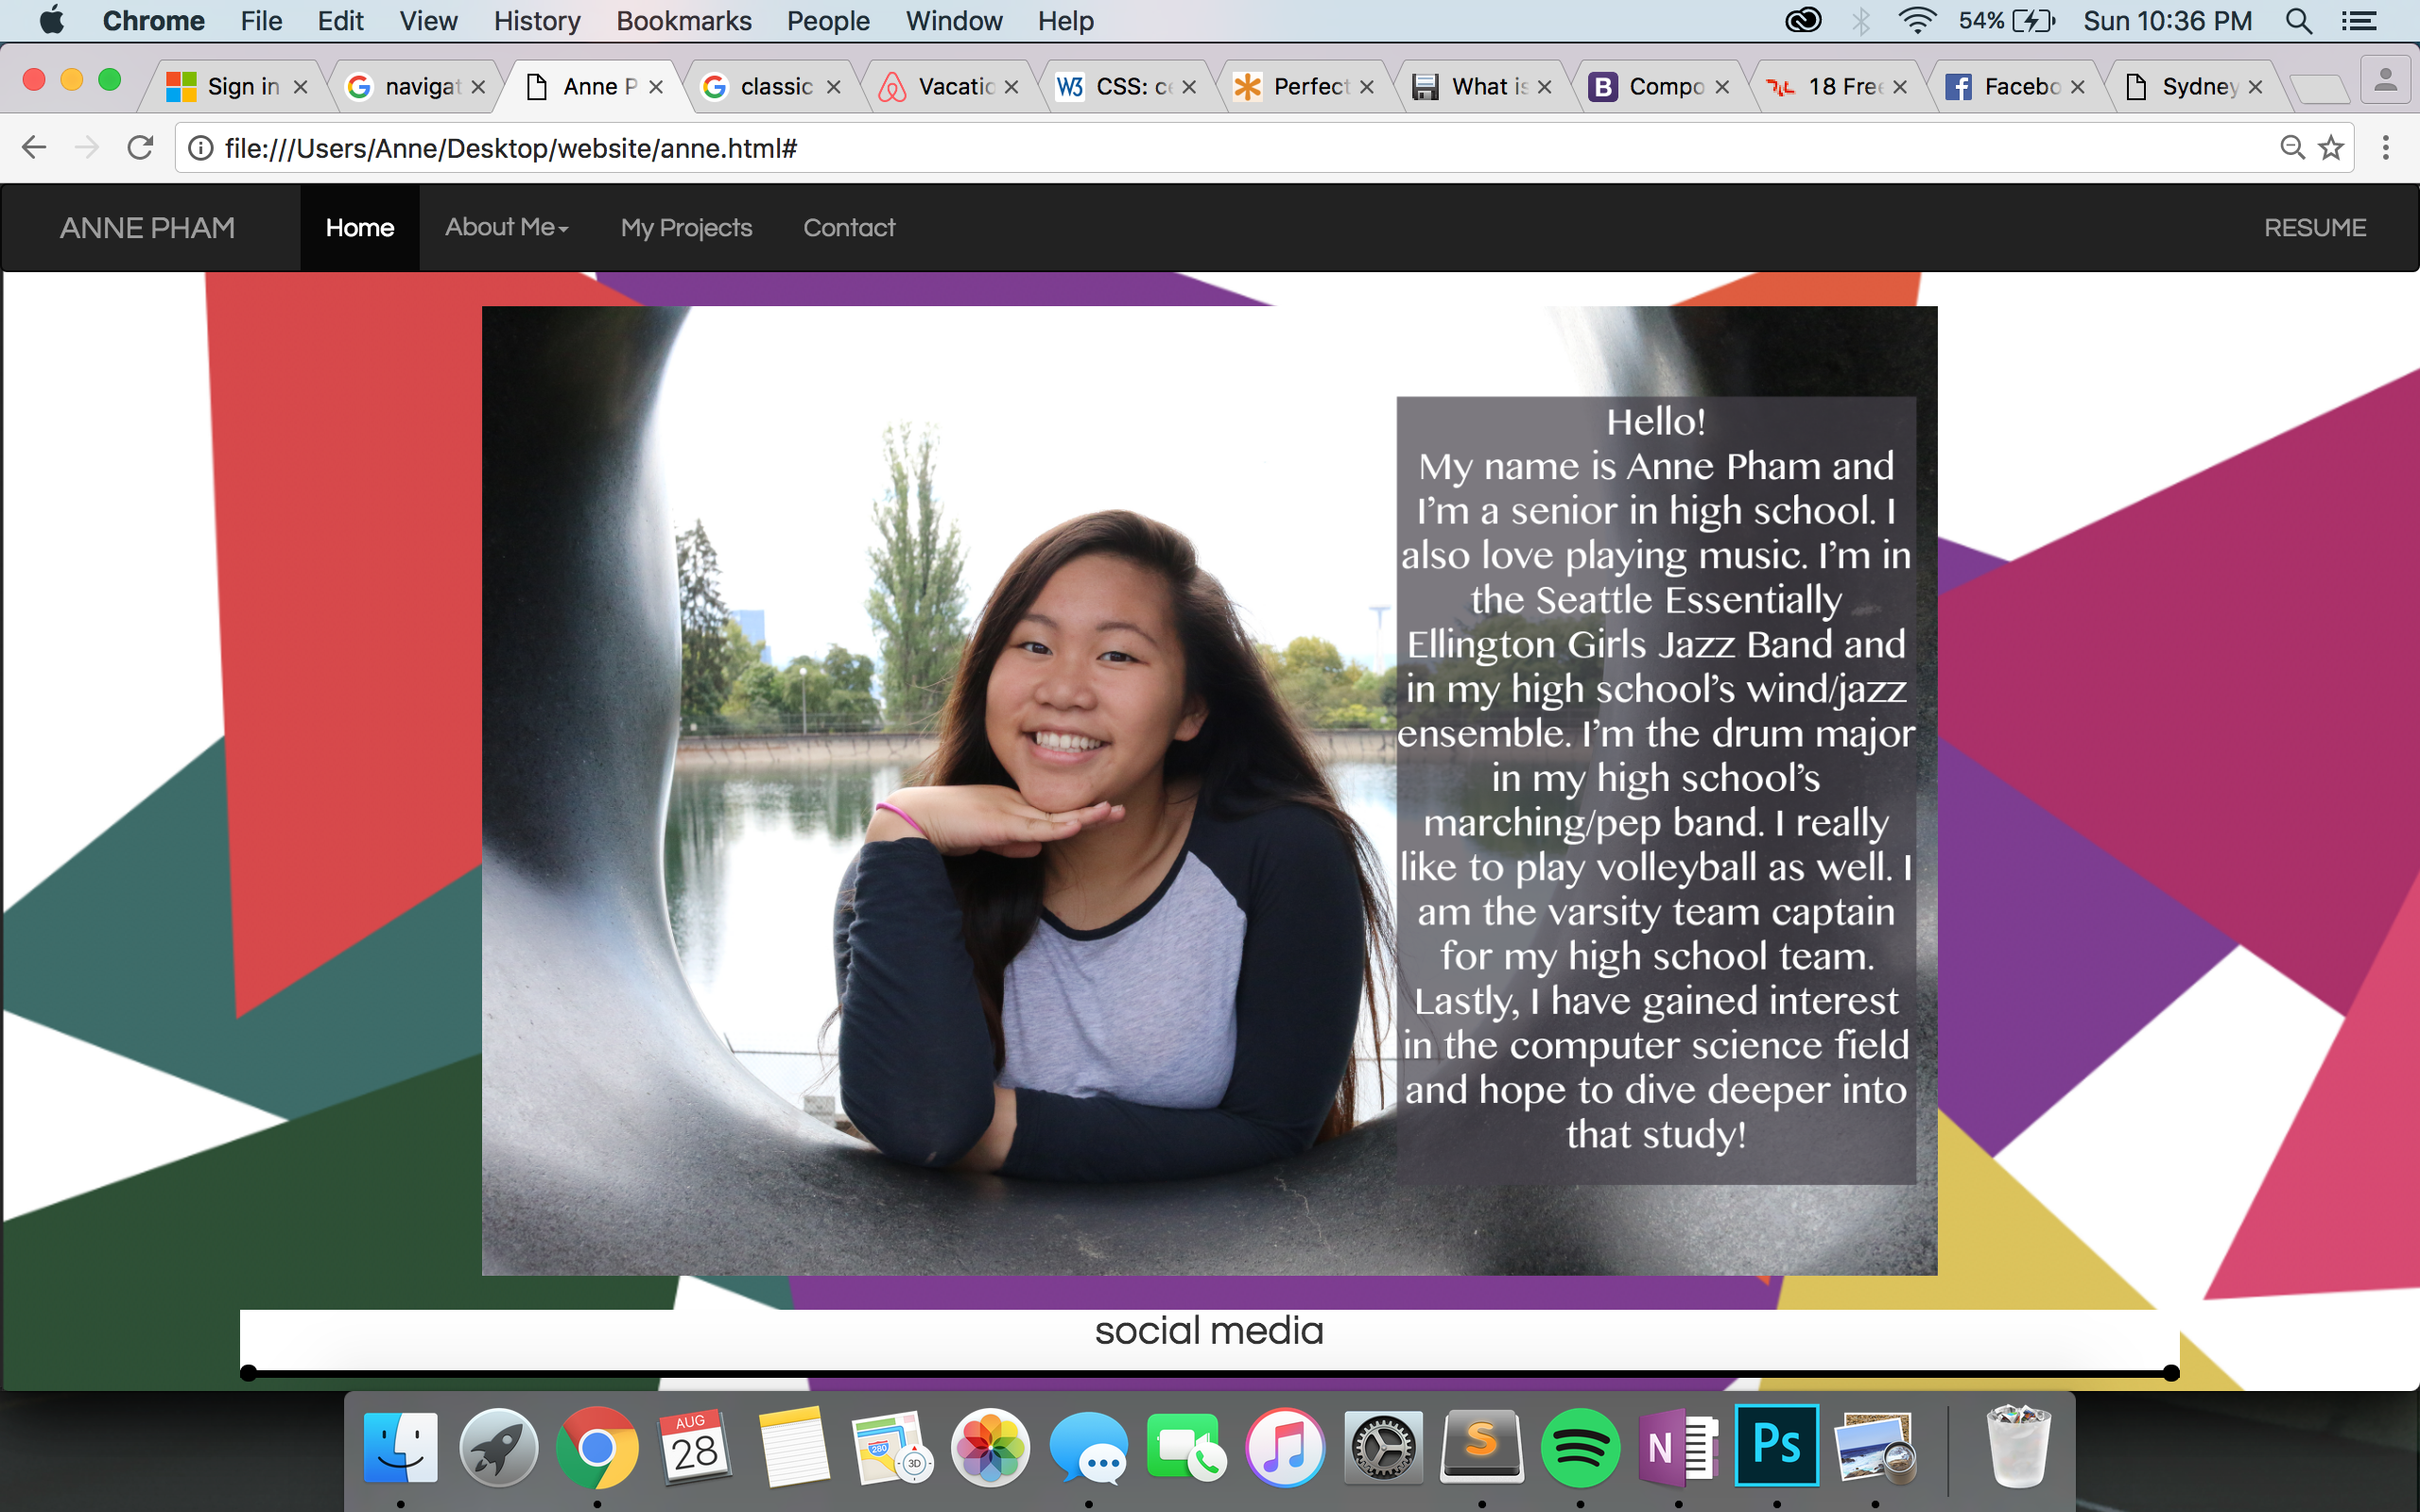 Chrome File Edit View History Bookmarks People Window Help 54% Sun 10:36 PM
Sign in navigat Anne P classic Vacatio W3 CSS: ce Perfect What is B Compo 18 Free Facebo Sydney
file:///Users/Anne/Desktop/website/anne.html#
ANNE PHAM Home About Me My Projects Contact RESUME
Hello!
My name is Anne Pham and
I'm a senior in high school. I
also love playing music. I'm in
the Seattle Essentially
Ellington Girls Jazz Band and
in my high school's wind/jazz
ensemble. I'm the drum major
in my high school's
marching/pep band. I really
like to play volleyball as well. I
am the varsity team captain
for my high school team.
Lastly, I have gained interest
in the computer science field
and hope to dive deeper into
that study!
social media
AUG
28
280
3D
S
N
Ps